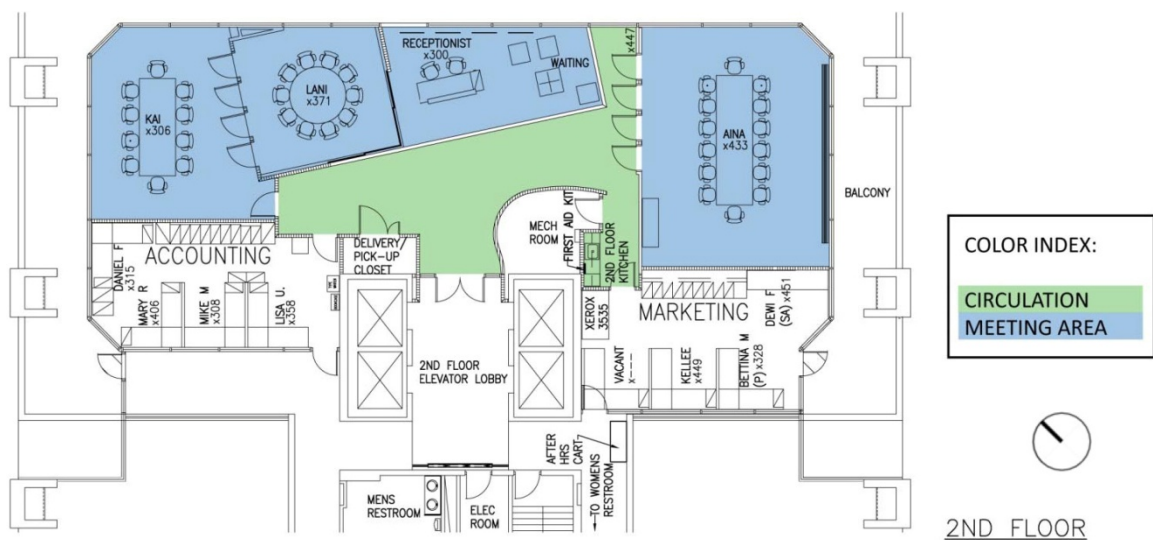 RECEPTIONIST
x300
WAITING
x447
LANI
x371
KAI
x306
AINA
x433
BALCONY
MECH
ROOM
FIRST AID KIT
2ND FLOOR
KITCHEN
DELIVERY/
PICK-UP
CLOSET
ACCOUNTING
DANIEL F
x315
MARY R
x406
MIKE M
x308
LISA U.
x358
XEROX
3535
MARKETING
DEWI F
(SA) x451
VACANT
x---
KELLEE
x449
BETTINA M
(P) x328
2ND FLOOR
ELEVATOR LOBBY
AFTER
HRS
CART
TO WOMENS
RESTROOM
MENS
RESTROOM
ELEC
ROOM
COLOR INDEX:
CIRCULATION
MEETING AREA
2ND FLOOR